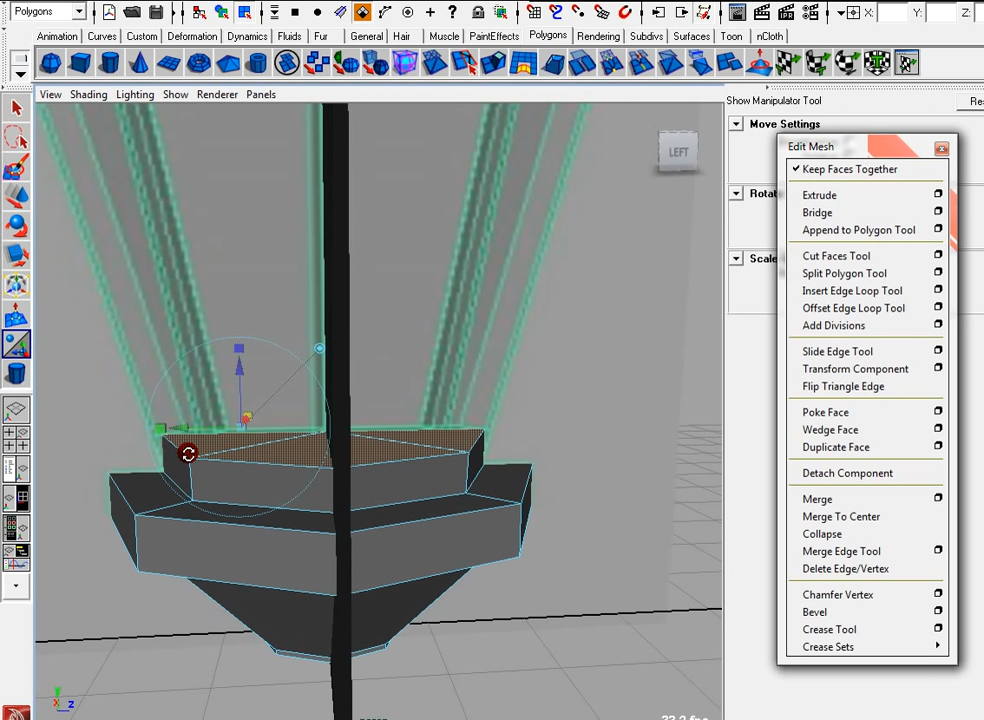 Polygons
X:
Y:
Z:
Animation Curves Custom Deformation Dynamics Fluids Fur General Hair Muscle PaintEffects Polygons Rendering Subdivs Surfaces Toon nCloth
View Shading Lighting Show Renderer Panels
LEFT
z
Show Manipulator Tool
Move Settings
Edit Mesh
Keep Faces Together
Extrude
Bridge
Append to Polygon Tool
Cut Faces Tool
Split Polygon Tool
Insert Edge Loop Tool
Offset Edge Loop Tool
Add Divisions
Slide Edge Tool
Transform Component
Flip Triangle Edge
Poke Face
Wedge Face
Duplicate Face
Detach Component
Merge
Merge To Center
Collapse
Merge Edge Tool
Delete Edge/Vertex
Chamfer Vertex
Bevel
Crease Tool
Crease Sets